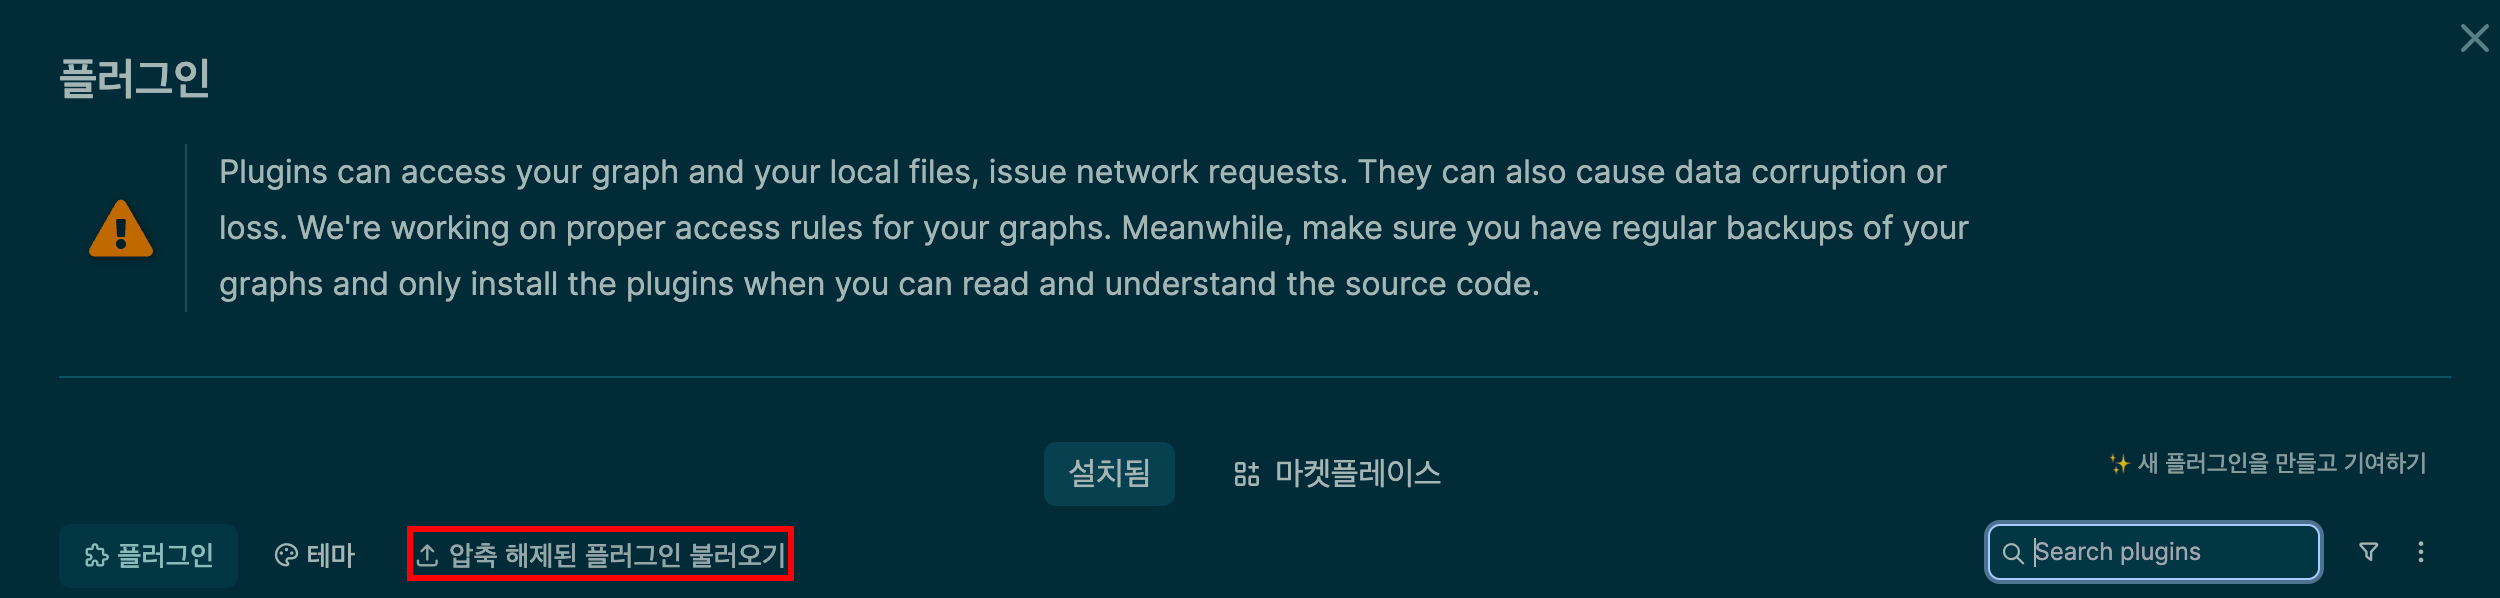 플러그인
Plugins can access your graph and your local files, issue network requests. They can also cause data corruption or
loss. We're working on proper access rules for your graphs. Meanwhile, make sure you have regular backups of your
graphs and only install the plugins when you can read and understand the source code.
설치됨 마켓플레이스
✨ 새 플러그인을 만들고 기여하기
플러그인 테마 압축 해제된 플러그인 불러오기 Search plugins